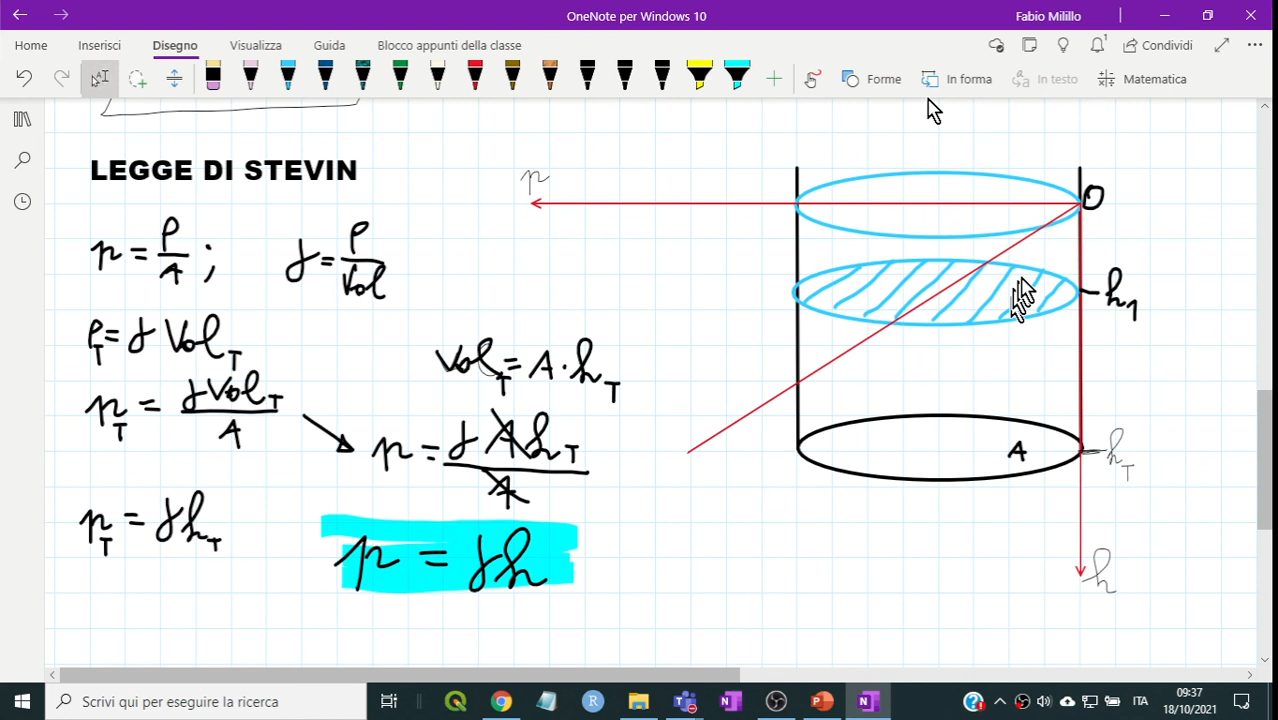 OneNote per Windows 10
Fabio Milillo
Home Inserisci Disegno Visualizza Guida Blocco appunti della classe
Condividi
Forme In forma In testo Matematica
LEGGE DI STEVIN
p = P/A ; γ = P/Vol
P_T = γ Vol_T
p_T = γ Vol_T / A
Vol_T = A · h_T
p = γ A h_T / A
p_T = γ h_T
p = γ h
p
O
h_1
A
h_T
h
Scrivi qui per eseguire la ricerca
ITA
09:37
18/10/2021